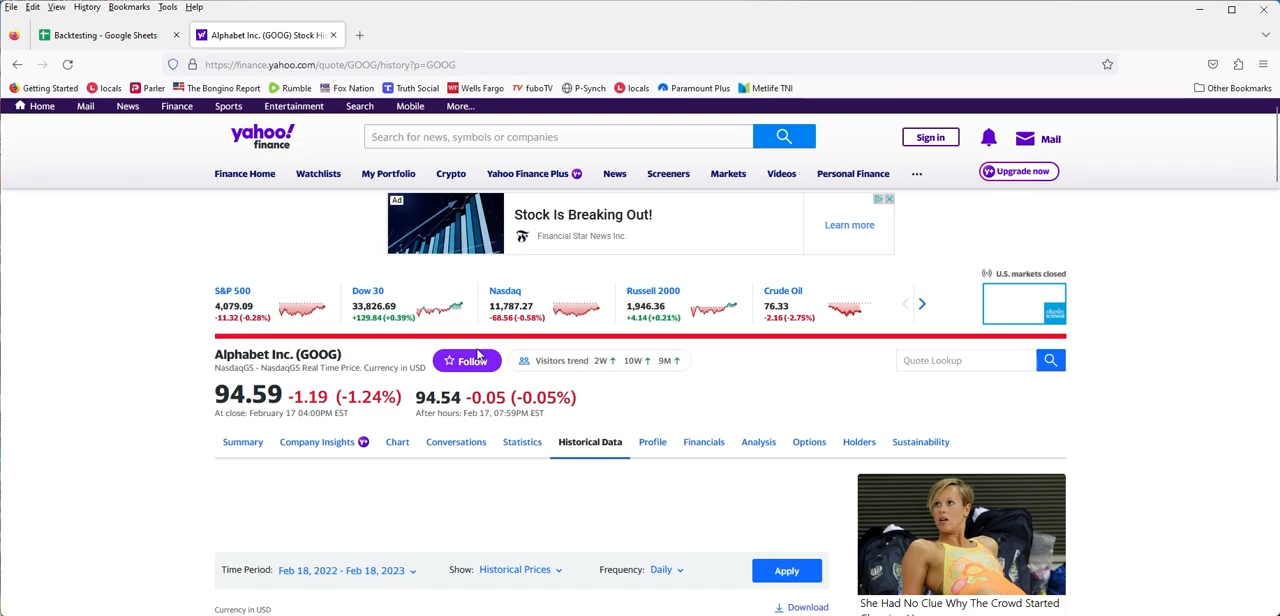 File Edit View History Bookmarks Tools Help
Backtesting - Google Sheets
Alphabet Inc. (GOOG) Stock His
https://finance.yahoo.com/quote/GOOG/history?p=GOOG
Getting Started locals Parler The Bongino Report Rumble Fox Nation Truth Social Wells Fargo fuboTV P-Synch locals Paramount Plus Metlife TNI Other Bookmarks
Home Mail News Finance Sports Entertainment Search Mobile More...
yahoo!
finance
Search for news, symbols or companies
Sign in
Mail
Finance Home Watchlists My Portfolio Crypto Yahoo Finance Plus News Screeners Markets Videos Personal Finance ...
Upgrade now
Ad
Stock Is Breaking Out!
Financial Star News Inc.
Learn more
U.S. markets closed
S&P 500
4,079.09
-11.32 (-0.28%)
Dow 30
33,826.69
+129.84 (+0.39%)
Nasdaq
11,787.27
-68.56 (-0.58%)
Russell 2000
1,946.36
+4.14 (+0.21%)
Crude Oil
76.33
-2.16 (-2.75%)
charles
SCHWAB
Alphabet Inc. (GOOG)
NasdaqGS - NasdaqGS Real Time Price. Currency in USD
Follow
Visitors trend 2W↑ 10W↑ 9M↑
Quote Lookup
94.59 -1.19 (-1.24%)
At close: February 17 04:00PM EST
94.54 -0.05 (-0.05%)
After hours: Feb 17, 07:59PM EST
Summary Company Insights Chart Conversations Statistics Historical Data Profile Financials Analysis Options Holders Sustainability
Time Period: Feb 18, 2022 - Feb 18, 2023 Show: Historical Prices Frequency: Daily Apply
Currency in USD
Download
She Had No Clue Why The Crowd Started